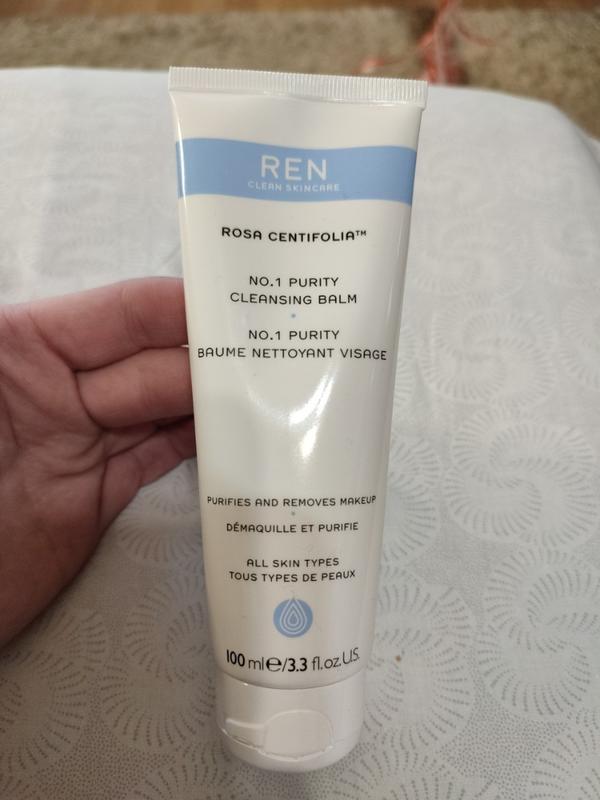 REN
CLEAN SKINCARE
ROSA CENTIFOLIA™
NO.1 PURITY
CLEANSING BALM
NO.1 PURITY
BAUME NETTOYANT VISAGE
PURIFIES AND REMOVES MAKEUP
DÉMAQUILLE ET PURIFIE
ALL SKIN TYPES
TOUS TYPES DE PEAUX
100 ml℮/3.3 fl.oz.US.